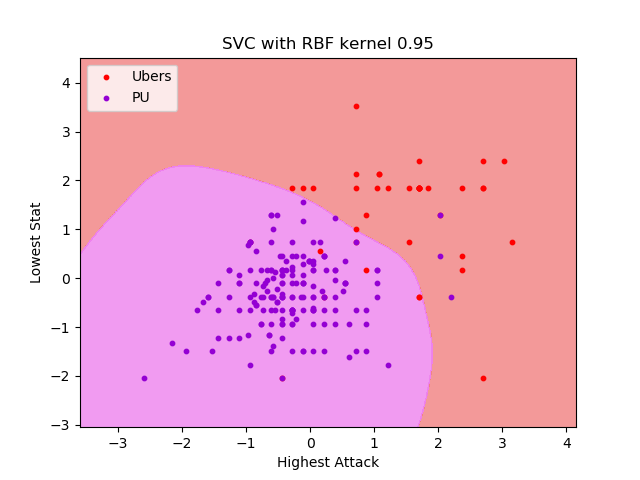 SVC with RBF kernel 0.95
Ubers
PU
4
3
2
1
0
−1
−2
−3
Lowest Stat
−3 −2 −1 0 1 2 3 4
Highest Attack